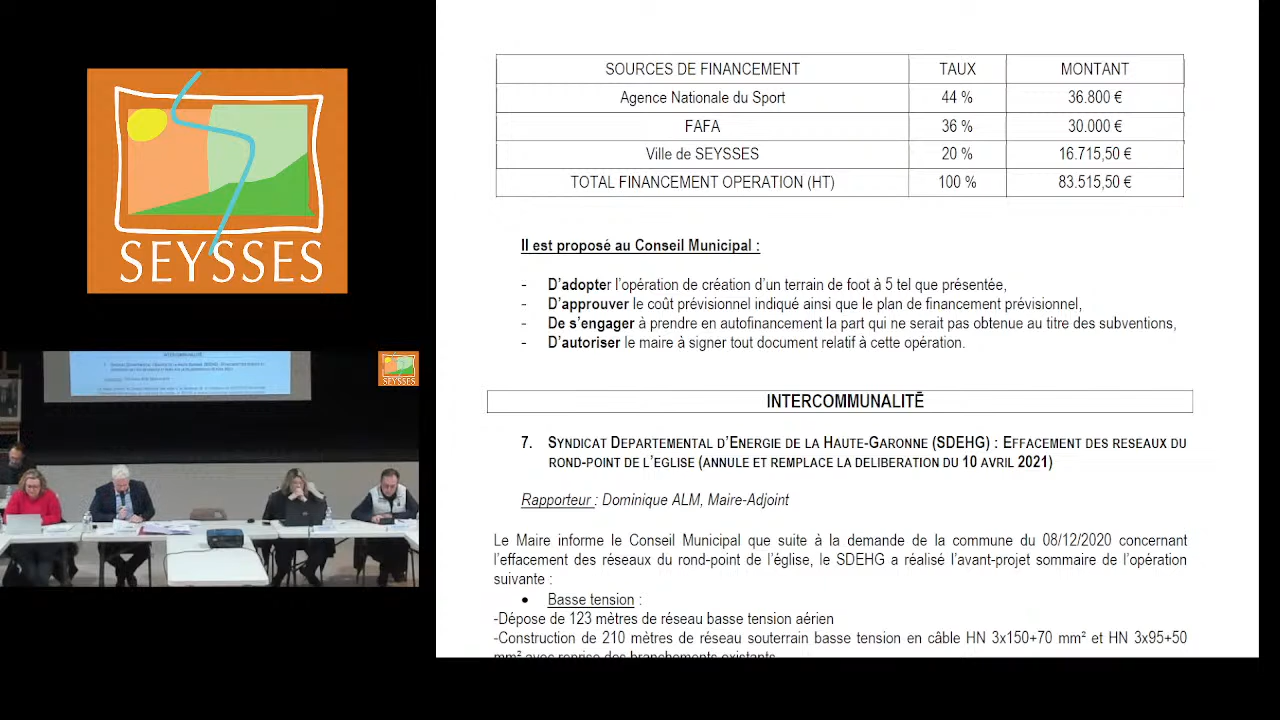 SEYSSES
SOURCES DE FINANCEMENT TAUX MONTANT
Agence Nationale du Sport 44 % 36.800 €
FAFA 36 % 30.000 €
Ville de SEYSSES 20 % 16.715,50 €
TOTAL FINANCEMENT OPERATION (HT) 100 % 83.515,50 €
Il est proposé au Conseil Municipal :
- D'adopter l'opération de création d'un terrain de foot à 5 tel que présentée,
- D'approuver le coût prévisionnel indiqué ainsi que le plan de financement prévisionnel,
- De s'engager à prendre en autofinancement la part qui ne serait pas obtenue au titre des subventions,
- D'autoriser le maire à signer tout document relatif à cette opération.
INTERCOMMUNALITĒ
7. SYNDICAT DEPARTEMENTAL D'ENERGIE DE LA HAUTE-GARONNE (SDEHG) : EFFACEMENT DES RESEAUX DU
ROND-POINT DE L'EGLISE (ANNULE ET REMPLACE LA DELIBERATION DU 10 AVRIL 2021)
Rapporteur : Dominique ALM, Maire-Adjoint
Le Maire informe le Conseil Municipal que suite à la demande de la commune du 08/12/2020 concernant
l'effacement des réseaux du rond-point de l'église, le SDEHG a réalisé l'avant-projet sommaire de l'opération
suivante :
• Basse tension :
-Dépose de 123 mètres de réseau basse tension aérien
-Construction de 210 mètres de réseau souterrain basse tension en câble HN 3x150+70 mm² et HN 3x95+50
mm² avec reprise des branchements existants
INTERCOMMUNALITÉ
SEYSSES